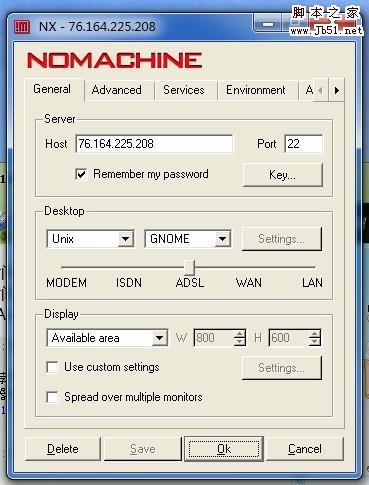 NX - 76.164.225.208
脚本之家
www.Jb51.net
NOMACHINE
General Advanced Services Environment A
Server
Host 76.164.225.208 Port 22
Remember my password Key...
Desktop
Unix GNOME Settings...
MODEM ISDN ADSL WAN LAN
Display
Available area W 800 H 600
Use custom settings Settings...
Spread over multiple monitors
Delete Save Ok Cancel